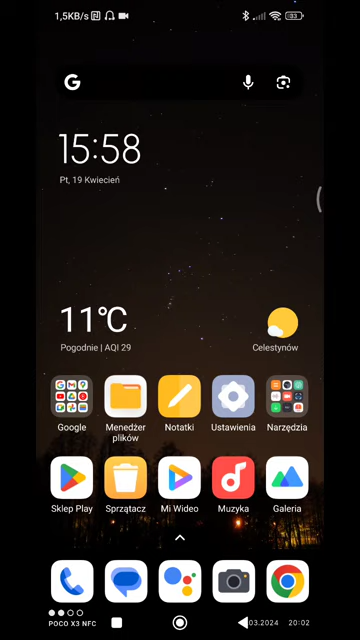 1,5KB/s
33
15:58
Pt, 19 Kwiecień
11°C
Pogodnie | AQI 29
Celestynów
Google
Menedżer
plików
Notatki
Ustawienia
Narzędzia
Sklep Play
Sprzątacz
Mi Wideo
Muzyka
Galeria
POCO X3 NFC
03.2024 20:02